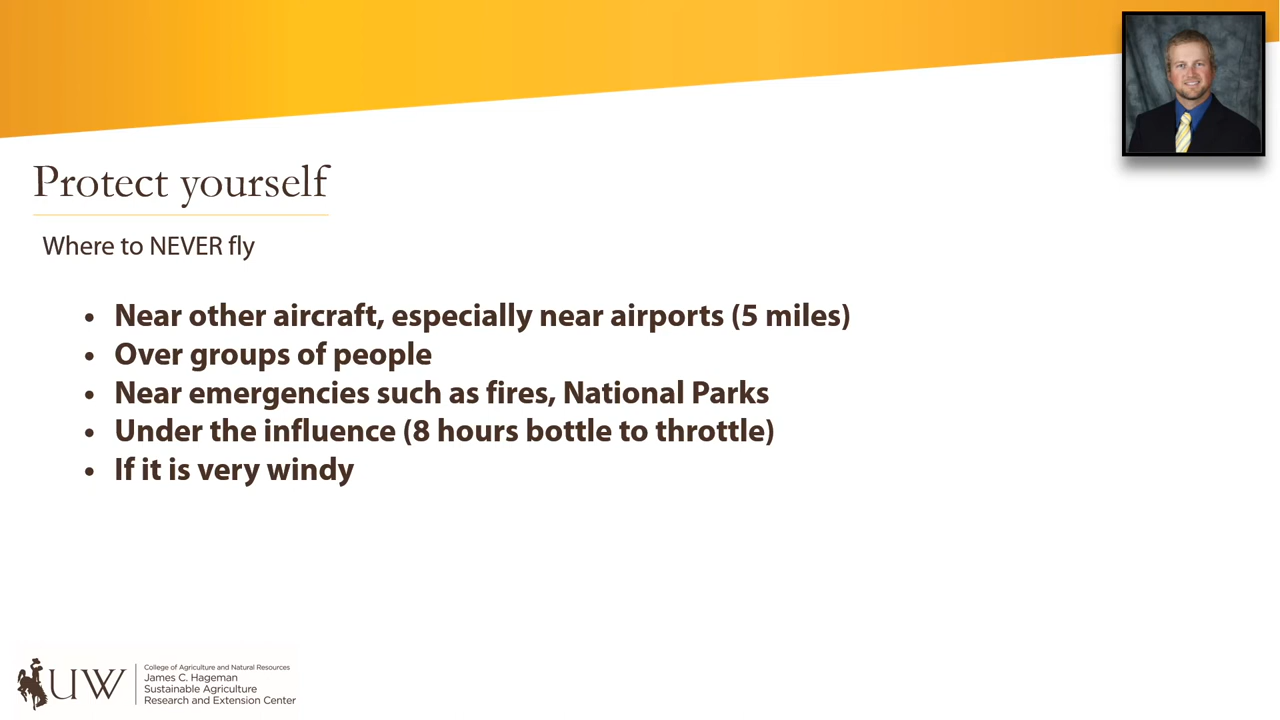 Protect yourself
Where to NEVER fly
• Near other aircraft, especially near airports (5 miles)
• Over groups of people
• Near emergencies such as fires, National Parks
• Under the influence (8 hours bottle to throttle)
• If it is very windy
UW
College of Agriculture and Natural Resources
James C. Hageman
Sustainable Agriculture
Research and Extension Center